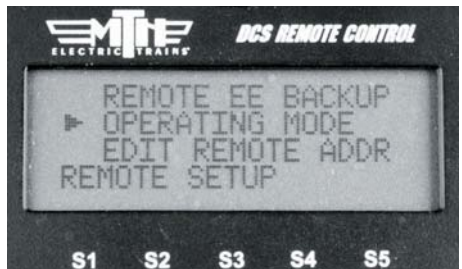 MTH
ELECTRIC TRAINS®
DCS REMOTE CONTROL
REMOTE EE BACKUP
OPERATING MODE
EDIT REMOTE ADDR
REMOTE SETUP
S1 S2 S3 S4 S5